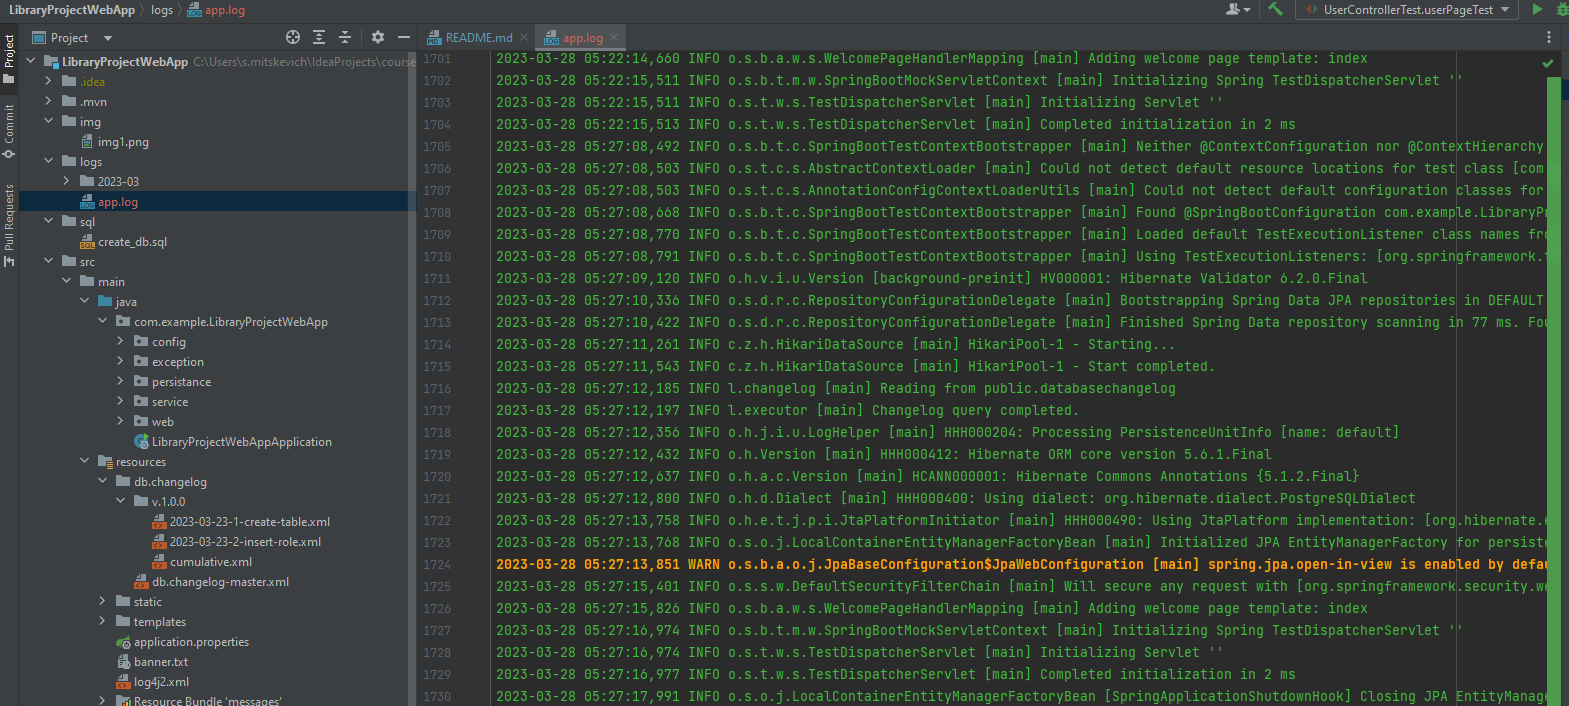 LibraryProjectWebApp logs app.log
UserControllerTest.userPageTest
Project
Commit
Pull Requests
Project
LibraryProjectWebApp C:\Users\s.mitskevich\IdeaProjects\course
.idea
.mvn
img
img1.png
logs
2023-03
app.log
sql
create_db.sql
src
main
java
com.example.LibraryProjectWebApp
config
exception
persistance
service
web
LibraryProjectWebAppApplication
resources
db.changelog
v.1.0.0
2023-03-23-1-create-table.xml
2023-03-23-2-insert-role.xml
cumulative.xml
db.changelog-master.xml
static
templates
application.properties
banner.txt
log4j2.xml
Resource Bundle 'messages'
README.md app.log
1701 2023-03-28 05:22:14,660 INFO o.s.b.a.w.s.WelcomePageHandlerMapping [main] Adding welcome page template: index
1702 2023-03-28 05:22:15,511 INFO o.s.b.t.m.w.SpringBootMockServletContext [main] Initializing Spring TestDispatcherServlet ''
1703 2023-03-28 05:22:15,511 INFO o.s.t.w.s.TestDispatcherServlet [main] Initializing Servlet ''
1704 2023-03-28 05:22:15,513 INFO o.s.t.w.s.TestDispatcherServlet [main] Completed initialization in 2 ms
1705 2023-03-28 05:27:08,492 INFO o.s.b.t.c.SpringBootTestContextBootstrapper [main] Neither @ContextConfiguration nor @ContextHierarchy
1706 2023-03-28 05:27:08,503 INFO o.s.t.c.s.AbstractContextLoader [main] Could not detect default resource locations for test class [com
1707 2023-03-28 05:27:08,503 INFO o.s.t.c.s.AnnotationConfigContextLoaderUtils [main] Could not detect default configuration classes for
1708 2023-03-28 05:27:08,668 INFO o.s.b.t.c.SpringBootTestContextBootstrapper [main] Found @SpringBootConfiguration com.example.LibraryPr
1709 2023-03-28 05:27:08,770 INFO o.s.b.t.c.SpringBootTestContextBootstrapper [main] Loaded default TestExecutionListener class names fro
1710 2023-03-28 05:27:08,791 INFO o.s.b.t.c.SpringBootTestContextBootstrapper [main] Using TestExecutionListeners: [org.springframework.t
1711 2023-03-28 05:27:09,120 INFO o.h.v.i.u.Version [background-preinit] HV000001: Hibernate Validator 6.2.0.Final
1712 2023-03-28 05:27:10,336 INFO o.s.d.r.c.RepositoryConfigurationDelegate [main] Bootstrapping Spring Data JPA repositories in DEFAULT
1713 2023-03-28 05:27:10,422 INFO o.s.d.r.c.RepositoryConfigurationDelegate [main] Finished Spring Data repository scanning in 77 ms. Fou
1714 2023-03-28 05:27:11,261 INFO c.z.h.HikariDataSource [main] HikariPool-1 - Starting...
1715 2023-03-28 05:27:11,543 INFO c.z.h.HikariDataSource [main] HikariPool-1 - Start completed.
1716 2023-03-28 05:27:12,185 INFO l.changelog [main] Reading from public.databasechangelog
1717 2023-03-28 05:27:12,197 INFO l.executor [main] Changelog query completed.
1718 2023-03-28 05:27:12,356 INFO o.h.j.i.u.LogHelper [main] HHH000204: Processing PersistenceUnitInfo [name: default]
1719 2023-03-28 05:27:12,432 INFO o.h.Version [main] HHH000412: Hibernate ORM core version 5.6.1.Final
1720 2023-03-28 05:27:12,637 INFO o.h.a.c.Version [main] HCANN000001: Hibernate Commons Annotations {5.1.2.Final}
1721 2023-03-28 05:27:12,800 INFO o.h.d.Dialect [main] HHH000400: Using dialect: org.hibernate.dialect.PostgreSQLDialect
1722 2023-03-28 05:27:13,758 INFO o.h.e.t.j.p.i.JtaPlatformInitiator [main] HHH000490: Using JtaPlatform implementation: [org.hibernate.e
1723 2023-03-28 05:27:13,768 INFO o.s.o.j.LocalContainerEntityManagerFactoryBean [main] Initialized JPA EntityManagerFactory for persiste
1724 2023-03-28 05:27:13,851 WARN o.s.b.a.o.j.JpaBaseConfiguration$JpaWebConfiguration [main] spring.jpa.open-in-view is enabled by defau
1725 2023-03-28 05:27:15,401 INFO o.s.s.w.DefaultSecurityFilterChain [main] Will secure any request with [org.springframework.security.we
1726 2023-03-28 05:27:15,826 INFO o.s.b.a.w.s.WelcomePageHandlerMapping [main] Adding welcome page template: index
1727 2023-03-28 05:27:16,974 INFO o.s.b.t.m.w.SpringBootMockServletContext [main] Initializing Spring TestDispatcherServlet ''
1728 2023-03-28 05:27:16,974 INFO o.s.t.w.s.TestDispatcherServlet [main] Initializing Servlet ''
1729 2023-03-28 05:27:16,977 INFO o.s.t.w.s.TestDispatcherServlet [main] Completed initialization in 2 ms
1730 2023-03-28 05:27:17,991 INFO o.s.o.j.LocalContainerEntityManagerFactoryBean [SpringApplicationShutdownHook] Closing JPA EntityManage